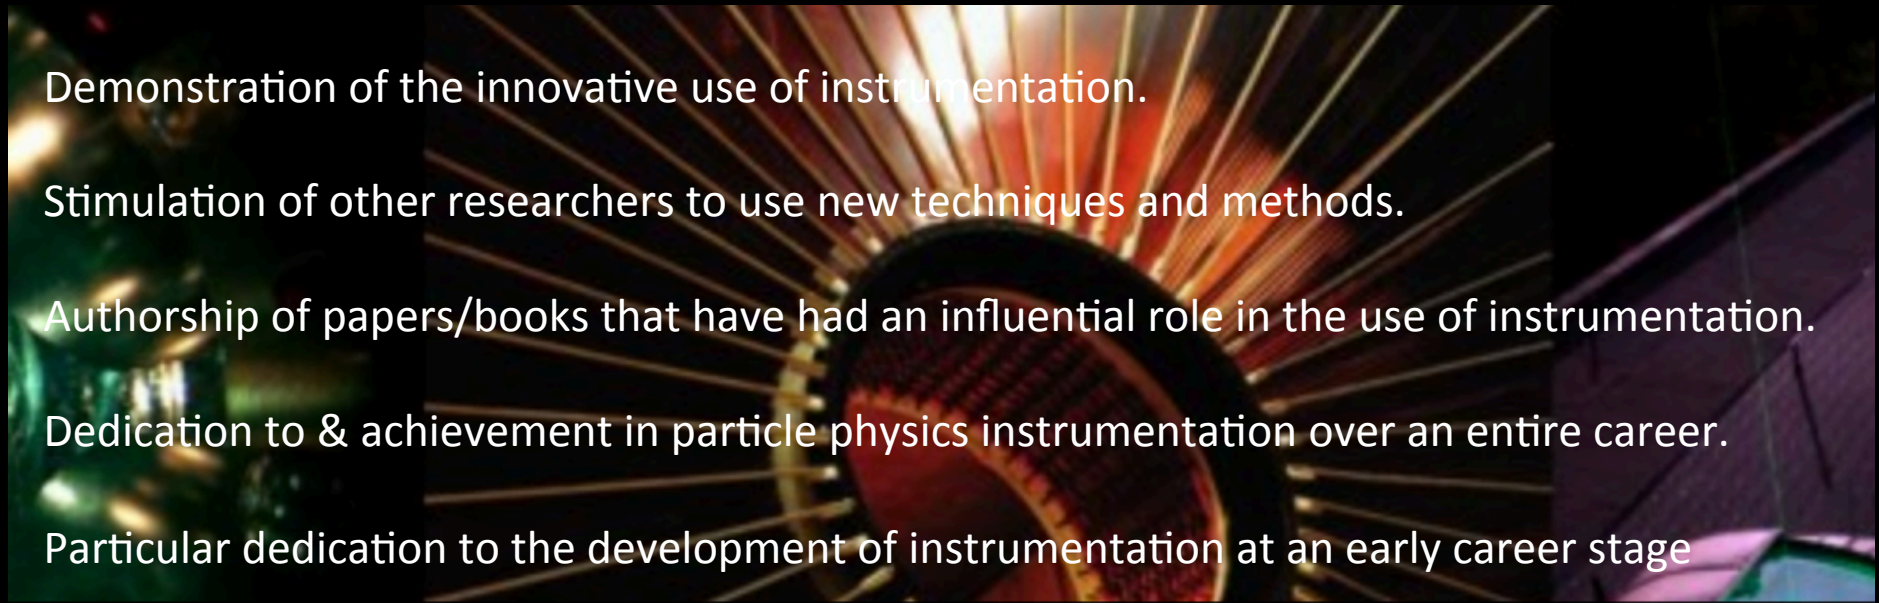 Demonstration of the innovative use of instrumentation.
Stimulation of other researchers to use new techniques and methods.
Authorship of papers/books that have had an influential role in the use of instrumentation.
Dedication to & achievement in particle physics instrumentation over an entire career.
Particular dedication to the development of instrumentation at an early career stage